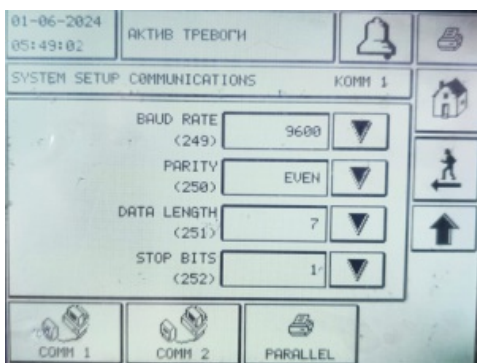 01-06-2024
05:49:02
АКТИВ ТРЕВОГИ
SYSTEM SETUP COMMUNICATIONS КОММ 1
BAUD RATE
(249)
9600
PARITY
(250)
EVEN
DATA LENGTH
(251)
7
STOP BITS
(252)
1
COMM 1
COMM 2
PARALLEL